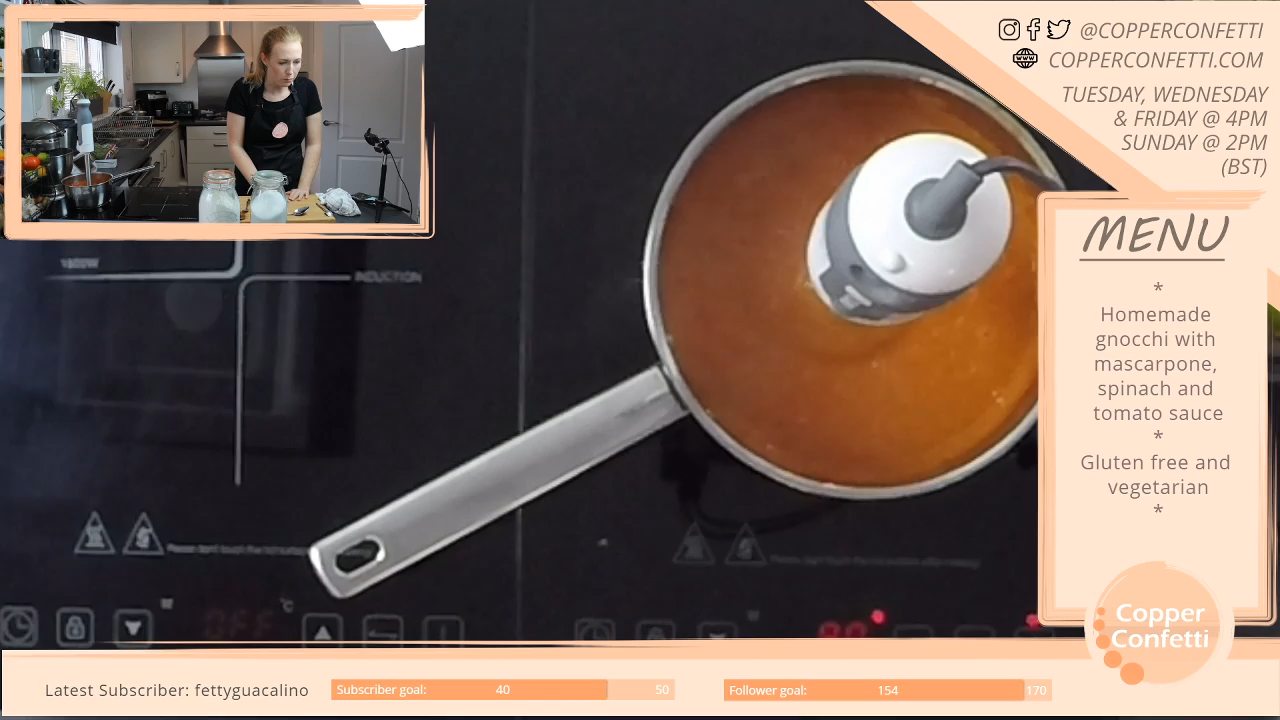 @COPPERCONFETTI
COPPERCONFETTI.COM
TUESDAY, WEDNESDAY
& FRIDAY @ 4PM
SUNDAY @ 2PM
(BST)
MENU
*
Homemade
gnocchi with
mascarpone,
spinach and
tomato sauce
*
Gluten free and
vegetarian
*
Copper
Confetti
INDUCTION
OFF
°C
Latest Subscriber: fettyguacalino
Subscriber goal: 40 50
Follower goal: 154 170